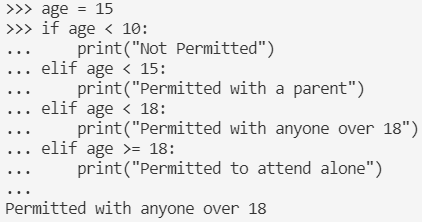 >>> age = 15
>>> if age < 10:
...     print("Not Permitted")
... elif age < 15:
...     print("Permitted with a parent")
... elif age < 18:
...     print("Permitted with anyone over 18")
... elif age >= 18:
...     print("Permitted to attend alone")
...
Permitted with anyone over 18